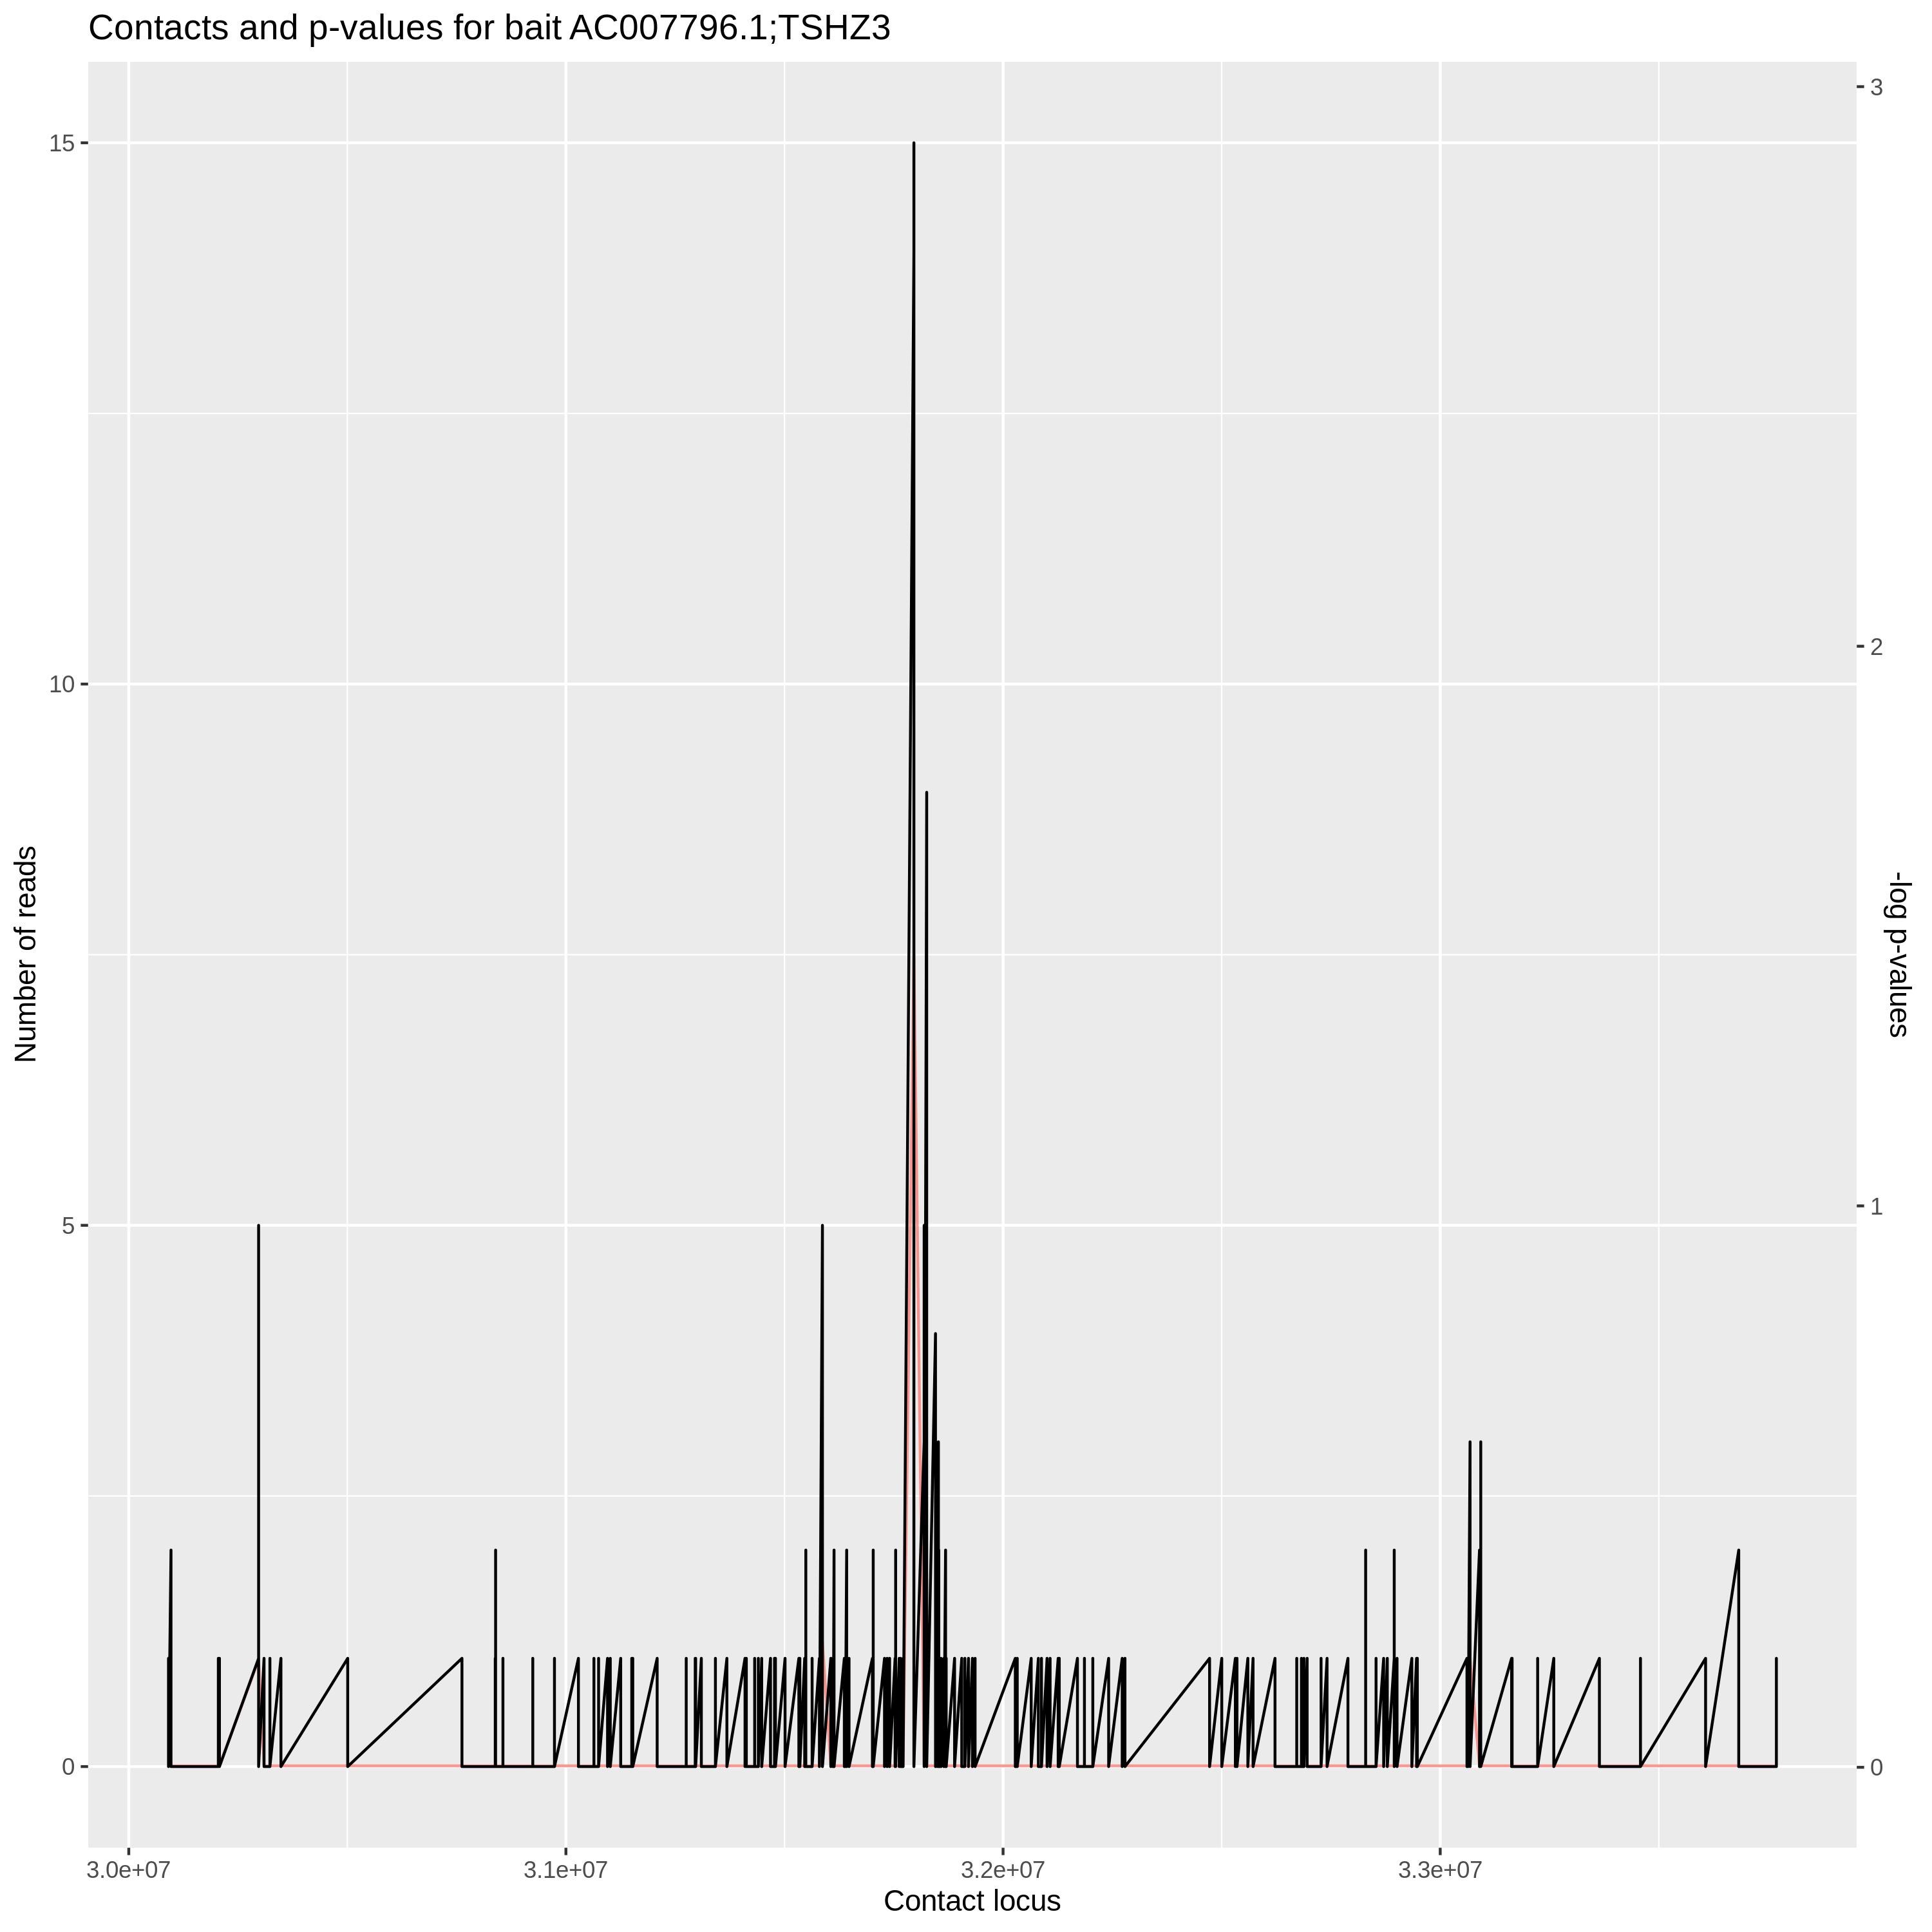 Contacts and p-values for bait AC007796.1;TSHZ3
15
10
5
0
Number of reads
3
2
1
0
-log p-values
3.0e+07
3.1e+07
3.2e+07
3.3e+07
Contact locus